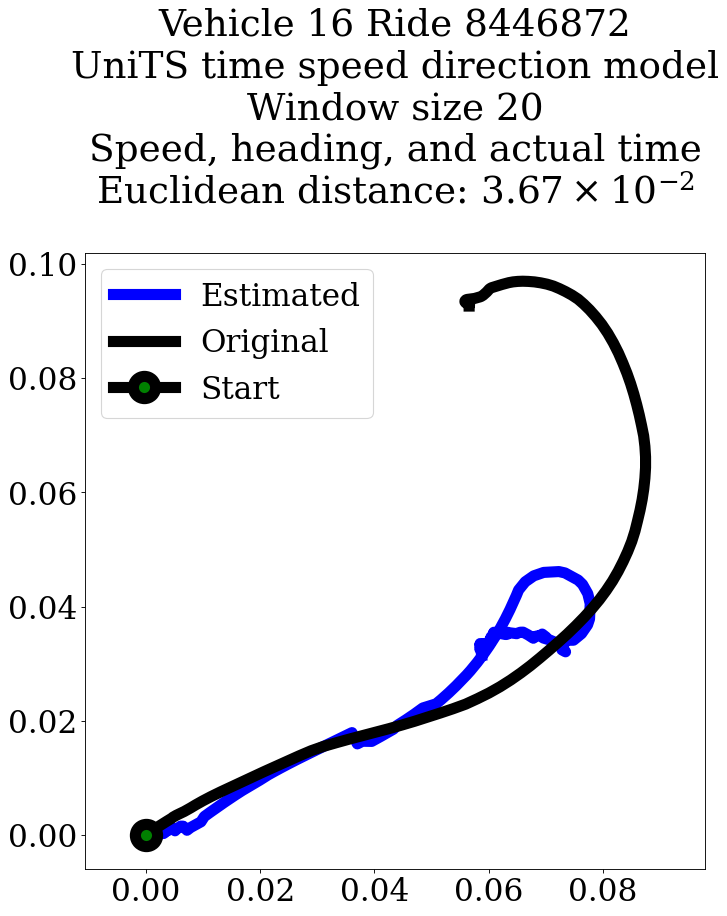 Vehicle 16 Ride 8446872
UniTS time speed direction model
Window size 20
Speed, heading, and actual time
Euclidean distance: 3.67 × 10⁻²
Estimated
Original
Start
0.10
0.08
0.06
0.04
0.02
0.00
0.00 0.02 0.04 0.06 0.08